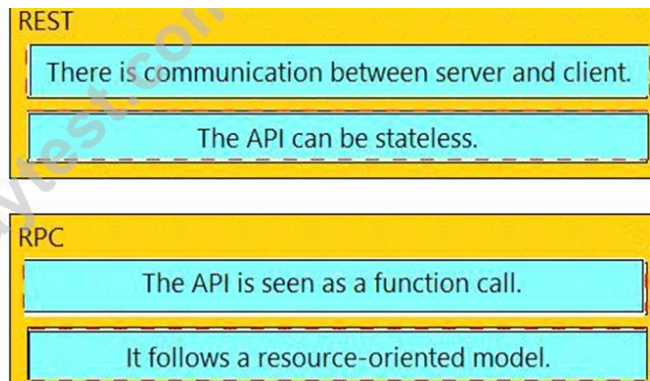 REST
There is communication between server and client.
The API can be stateless.
RPC
The API is seen as a function call.
It follows a resource-oriented model.